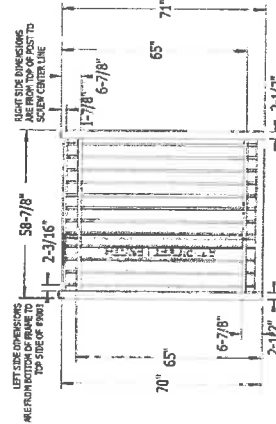 LEFT SIDE DIMENSIONS
ARE FROM BOTTOM OF FRAME TO
TOP SIDE OF
58-7/8"
2-3/16"
RIGHT SIDE DIMENSIONS
ARE FROM TOP OF POST TO
SCREW CENTER LINE
1-7/8"
6-7/8"
65"
71"
70"
65"
6-7/8"
2-1/2"
2-1/2"